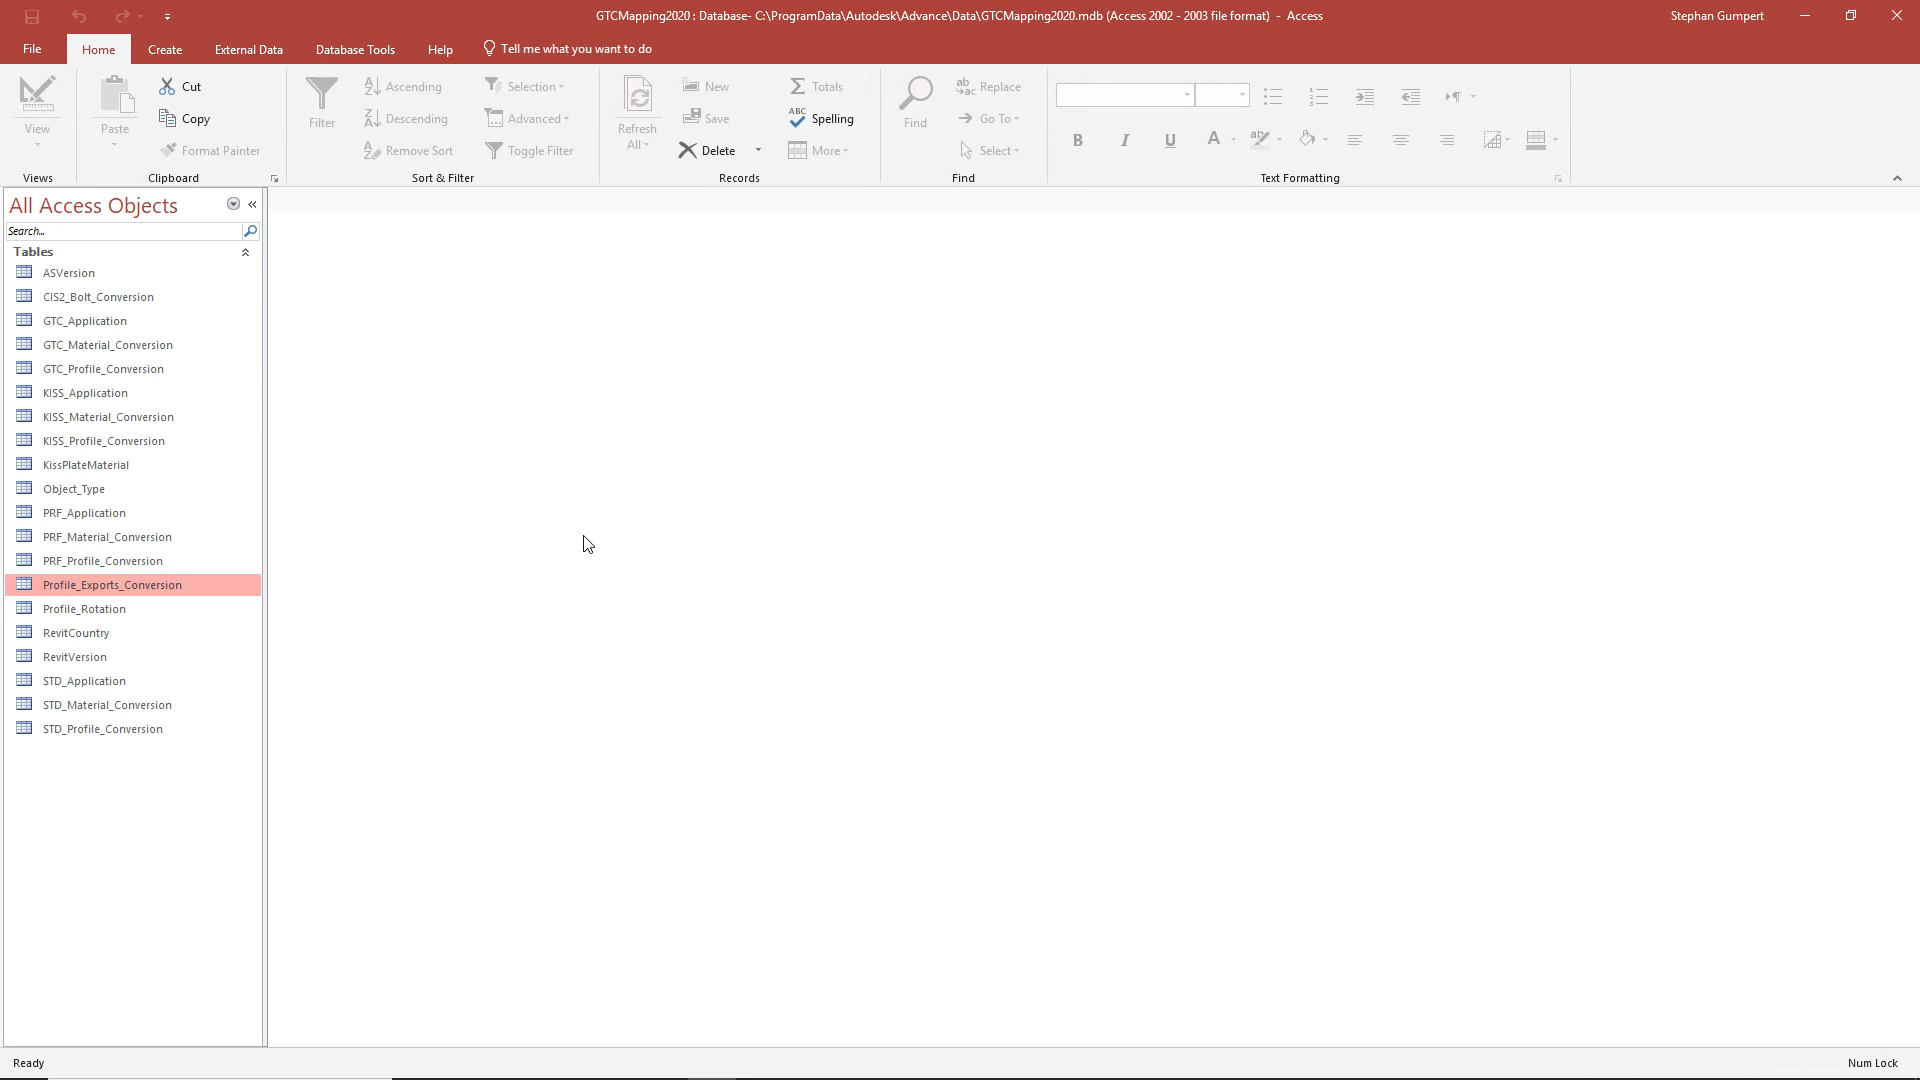 GTCMapping2020 : Database- C:\ProgramData\Autodesk\Advance\Data\GTCMapping2020.mdb (Access 2002 - 2003 file format) - Access
Stephan Gumpert
File
Home
Create
External Data
Database Tools
Help
Tell me what you want to do
View
Views
Paste
Cut
Copy
Format Painter
Clipboard
Filter
Ascending
Descending
Remove Sort
Selection
Advanced
Toggle Filter
Sort & Filter
Refresh
All
New
Save
Delete
Totals
Spelling
More
Records
Find
Replace
Go To
Select
Find
B I U A
Text Formatting
All Access Objects
Search...
Tables
ASVersion
CIS2_Bolt_Conversion
GTC_Application
GTC_Material_Conversion
GTC_Profile_Conversion
KISS_Application
KISS_Material_Conversion
KISS_Profile_Conversion
KissPlateMaterial
Object_Type
PRF_Application
PRF_Material_Conversion
PRF_Profile_Conversion
Profile_Exports_Conversion
Profile_Rotation
RevitCountry
RevitVersion
STD_Application
STD_Material_Conversion
STD_Profile_Conversion
Ready
Num Lock